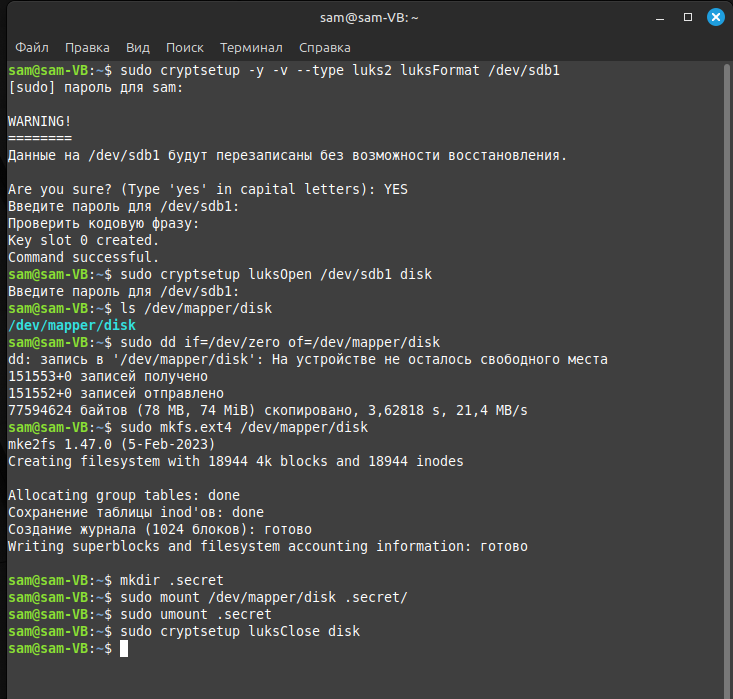 sam@sam-VB: ~
Файл Правка Вид Поиск Терминал Справка
sam@sam-VB:~$ sudo cryptsetup -y -v --type luks2 luksFormat /dev/sdb1
[sudo] пароль для sam:
WARNING!
========
Данные на /dev/sdb1 будут перезаписаны без возможности восстановления.
Are you sure? (Type 'yes' in capital letters): YES
Введите пароль для /dev/sdb1:
Проверить кодовую фразу:
Key slot 0 created.
Command successful.
sam@sam-VB:~$ sudo cryptsetup luksOpen /dev/sdb1 disk
Введите пароль для /dev/sdb1:
sam@sam-VB:~$ ls /dev/mapper/disk
/dev/mapper/disk
sam@sam-VB:~$ sudo dd if=/dev/zero of=/dev/mapper/disk
dd: запись в '/dev/mapper/disk': На устройстве не осталось свободного места
151553+0 записей получено
151552+0 записей отправлено
77594624 байтов (78 MB, 74 MiB) скопировано, 3,62818 s, 21,4 MB/s
sam@sam-VB:~$ sudo mkfs.ext4 /dev/mapper/disk
mke2fs 1.47.0 (5-Feb-2023)
Creating filesystem with 18944 4k blocks and 18944 inodes
Allocating group tables: done
Сохранение таблицы inod'ов: done
Создание журнала (1024 блоков): готово
Writing superblocks and filesystem accounting information: готово
sam@sam-VB:~$ mkdir .secret
sam@sam-VB:~$ sudo mount /dev/mapper/disk .secret/
sam@sam-VB:~$ sudo umount .secret
sam@sam-VB:~$ sudo cryptsetup luksClose disk
sam@sam-VB:~$